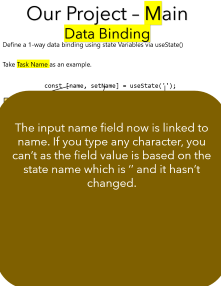 Our Project – Main
Data Binding
Define a 1-way data binding using state Variables via useState()
Take Task Name as an example.
const [name, setName] = useState('');
The input name field now is linked to
name. If you type any character, you
can’t as the field value is based on the
state name which is ‘’ and it hasn’t
changed.